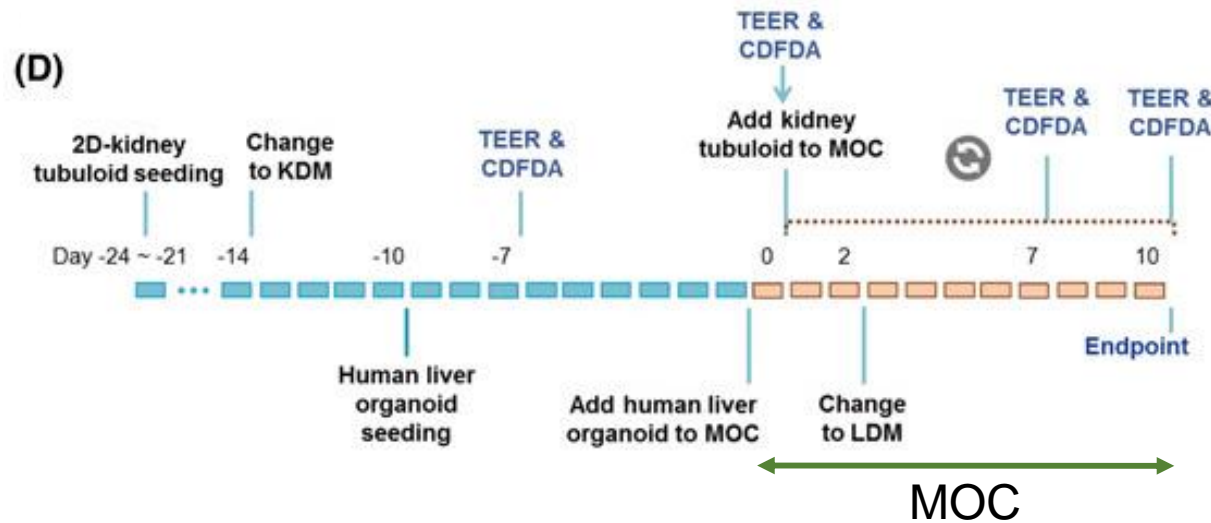 (D)
TEER &
CDFDA
2D-kidney
tubuloid seeding
Change
to KDM
TEER &
CDFDA
Add kidney
tubuloid to MOC
TEER &
CDFDA
TEER &
CDFDA
Day -24 ~ -21 -14 -10 -7 0 2 7 10
Human liver
organoid
seeding
Add human liver
organoid to MOC
Change
to LDM
Endpoint
MOC